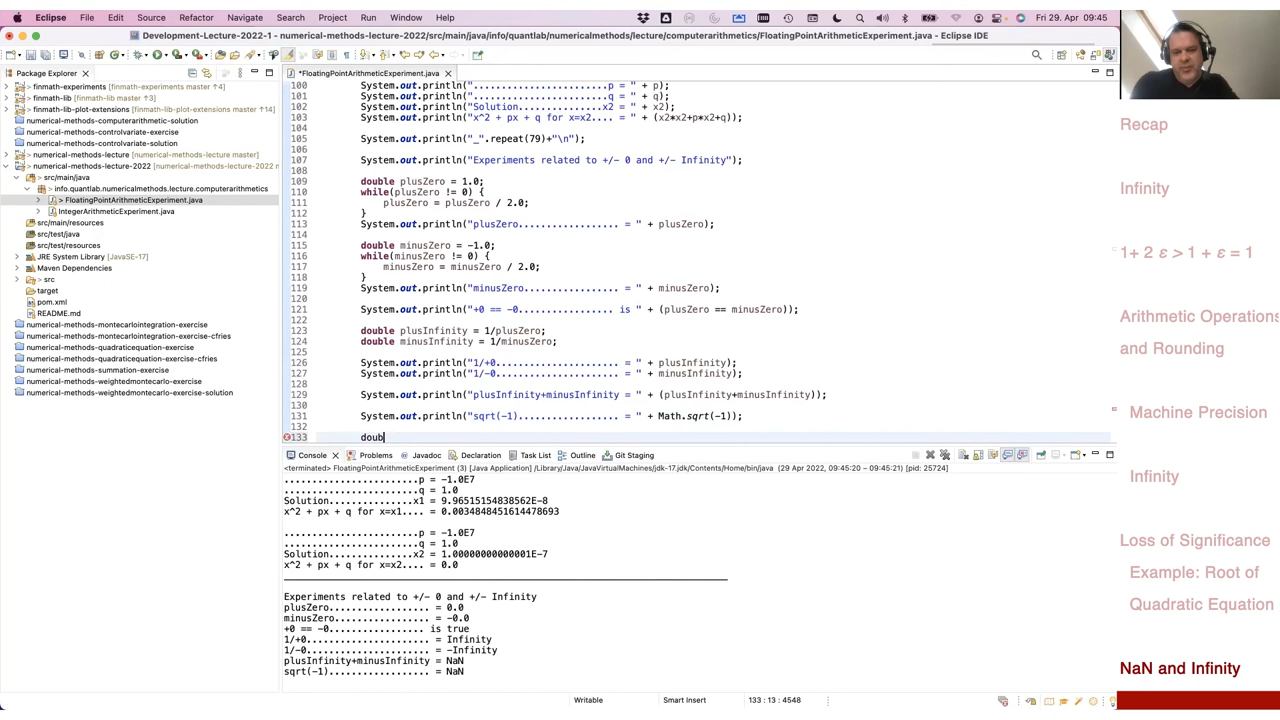 Eclipse File Edit Source Refactor Navigate Search Project Run Window Help Fri 29. Apr 09:45
Development-Lecture-2022-1 - numerical-methods-lecture-2022/src/main/java/info/quantlab/numericalmethods/lecture/computerarithmetics/FloatingPointArithmeticExperiment.java - Eclipse IDE
Package Explorer
finmath-experiments [finmath-experiments master ↑4]
finmath-lib [finmath-lib master ↑3]
finmath-lib-plot-extensions [finmath-lib-plot-extensions master ↑14]
numerical-methods-computerarithmetic-solution
numerical-methods-controlvariate-exercise
numerical-methods-controlvariate-solution
numerical-methods-lecture [numerical-methods-lecture master]
numerical-methods-lecture-2022 [numerical-methods-lecture-2022 n
src/main/java
info.quantlab.numericalmethods.lecture.computerarithmetics
> FloatingPointArithmeticExperiment.java
IntegerArithmeticExperiment.java
src/main/resources
src/test/java
src/test/resources
JRE System Library [JavaSE-17]
Maven Dependencies
src
target
pom.xml
README.md
numerical-methods-montecarlointegration-exercise
numerical-methods-montecarlointegration-exercise-cfries
numerical-methods-quadraticequation-exercise
numerical-methods-quadraticequation-exercise-cfries
numerical-methods-summation-exercise
numerical-methods-weightedmontecarlo-exercise
numerical-methods-weightedmontecarlo-exercise-solution
*FloatingPointArithmeticExperiment.java
100 System.out.println(".......................p = " + p);
101 System.out.println(".......................q = " + q);
102 System.out.println("Solution...............x2 = " + x2);
103 System.out.println("x^2 + px + q for x=x2.... = " + (x2*x2+p*x2+q));
104
105 System.out.println("_".repeat(79)+"\n");
106
107 System.out.println("Experiments related to +/- 0 and +/- Infinity");
108
109 double plusZero = 1.0;
110 while(plusZero != 0) {
111 plusZero = plusZero / 2.0;
112 }
113 System.out.println("plusZero.................. = " + plusZero);
114
115 double minusZero = -1.0;
116 while(minusZero != 0) {
117 minusZero = minusZero / 2.0;
118 }
119 System.out.println("minusZero................. = " + minusZero);
120
121 System.out.println("+0 == -0................. is " + (plusZero == minusZero));
122
123 double plusInfinity = 1/plusZero;
124 double minusInfinity = 1/minusZero;
125
126 System.out.println("1/+0...................... = " + plusInfinity);
127 System.out.println("1/-0...................... = " + minusInfinity);
128
129 System.out.println("plusInfinity+minusInfinity = " + (plusInfinity+minusInfinity));
130
131 System.out.println("sqrt(-1).................. = " + Math.sqrt(-1));
132
133 doub
Console Problems Javadoc Declaration Task List Outline Git Staging
<terminated> FloatingPointArithmeticExperiment (3) [Java Application] /Library/Java/JavaVirtualMachines/jdk-17.jdk/Contents/Home/bin/java (29 Apr 2022, 09:45:20 – 09:45:21) [pid: 25724]
.......................p = -1.0E7
.......................q = 1.0
Solution...............x1 = 9.96515154838562E-8
x^2 + px + q for x=x1.... = 0.0034848451614478693
.......................p = -1.0E7
.......................q = 1.0
Solution...............x2 = 1.00000000000001E-7
x^2 + px + q for x=x2.... = 0.0
Experiments related to +/- 0 and +/- Infinity
plusZero.................. = 0.0
minusZero................. = -0.0
+0 == -0................. is true
1/+0...................... = Infinity
1/-0...................... = -Infinity
plusInfinity+minusInfinity = NaN
sqrt(-1).................. = NaN
Writable Smart Insert 133 : 13 : 4548
Recap
Infinity
1+ 2 ε > 1 + ε = 1
Arithmetic Operations
and Rounding
Machine Precision
Infinity
Loss of Significance
Example: Root of
Quadratic Equation
NaN and Infinity